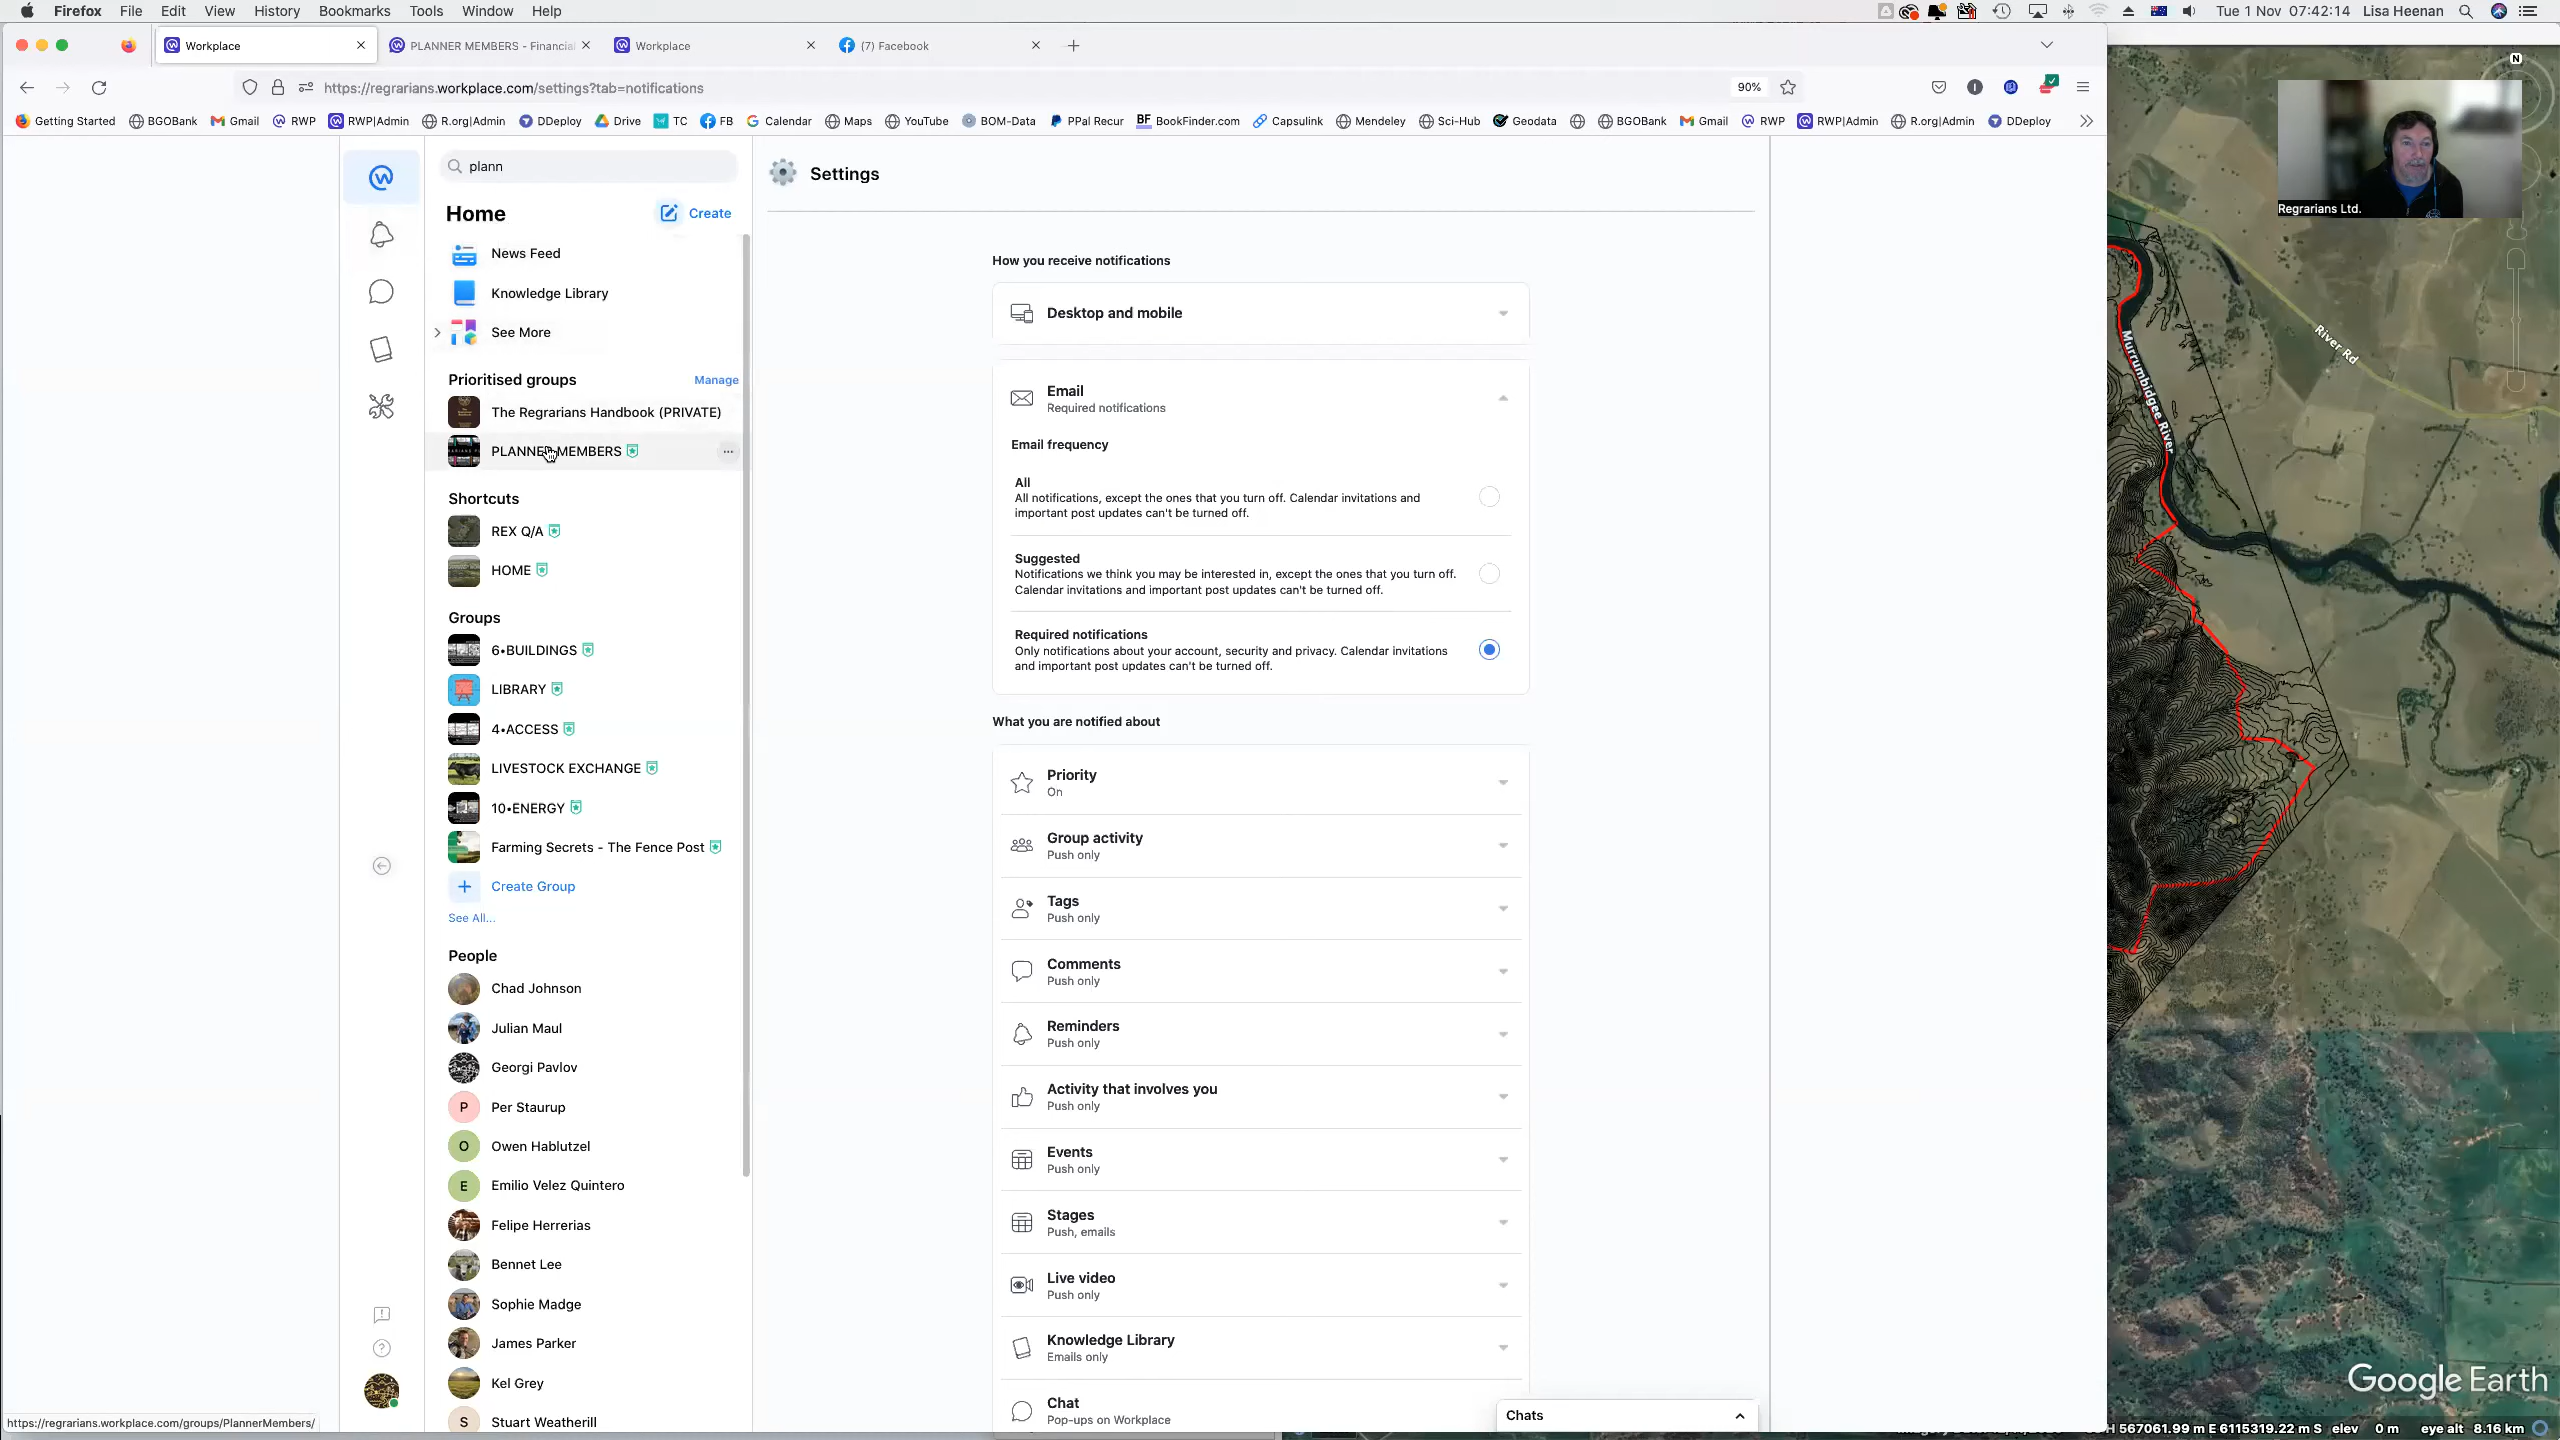 Firefox File Edit View History Bookmarks Tools Window Help
Tue 1 Nov 07:42:14 Lisa Heenan
Workplace
PLANNER MEMBERS - Financia
Workplace
(7) Facebook
https://regrarians.workplace.com/settings?tab=notifications
90%
Getting Started BGOBank Gmail RWP RWP|Admin R.org|Admin DDeploy Drive TC FB Calendar Maps YouTube BOM-Data PPal Recur BookFinder.com Capsulink Mendeley Sci-Hub Geodata BGOBank Gmail RWP RWP|Admin R.org|Admin DDeploy
plann
Home
Create
News Feed
Knowledge Library
See More
Prioritised groups
Manage
The Regrarians Handbook (PRIVATE)
PLANNER MEMBERS
Shortcuts
REX Q/A
HOME
Groups
6•BUILDINGS
LIBRARY
4•ACCESS
LIVESTOCK EXCHANGE
10•ENERGY
Farming Secrets - The Fence Post
Create Group
See All...
People
Chad Johnson
Julian Maul
Georgi Pavlov
P Per Staurup
O Owen Hablutzel
E Emilio Velez Quintero
Felipe Herrerias
Bennet Lee
Sophie Madge
James Parker
Kel Grey
S Stuart Weatherill
https://regrarians.workplace.com/groups/PlannerMembers/
Settings
How you receive notifications
Desktop and mobile
Email
Required notifications
Email frequency
All
All notifications, except the ones that you turn off. Calendar invitations and
important post updates can't be turned off.
Suggested
Notifications we think you may be interested in, except the ones that you turn off.
Calendar invitations and important post updates can't be turned off.
Required notifications
Only notifications about your account, security and privacy. Calendar invitations
and important post updates can't be turned off.
What you are notified about
Priority
On
Group activity
Push only
Tags
Push only
Comments
Push only
Reminders
Push only
Activity that involves you
Push only
Events
Push only
Stages
Push, emails
Live video
Push only
Knowledge Library
Emails only
Chat
Pop-ups on Workplace
Chats
N
Regrarians Ltd.
River Rd
Murrumbidgee River
Google Earth
H 567061.99 m E 6115319.22 m S elev 0 m eye alt 8.16 km